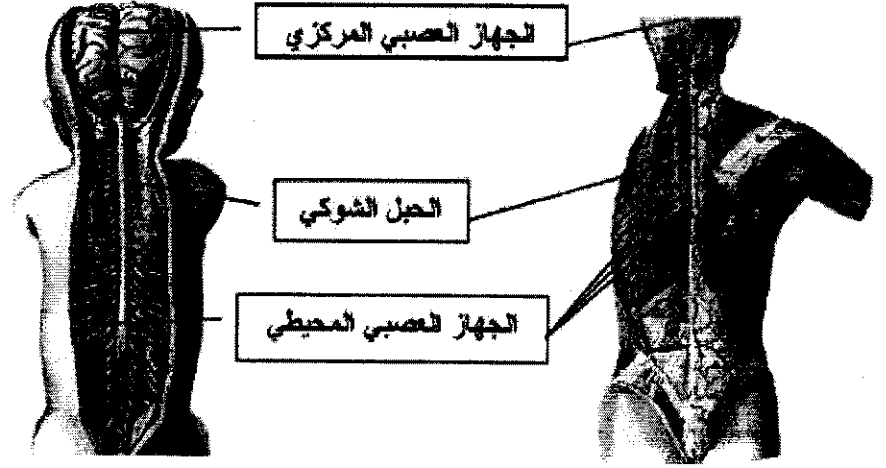 الجهاز العصبي المركزي
الحبل الشوكي
الجهاز العصبي المحيطي